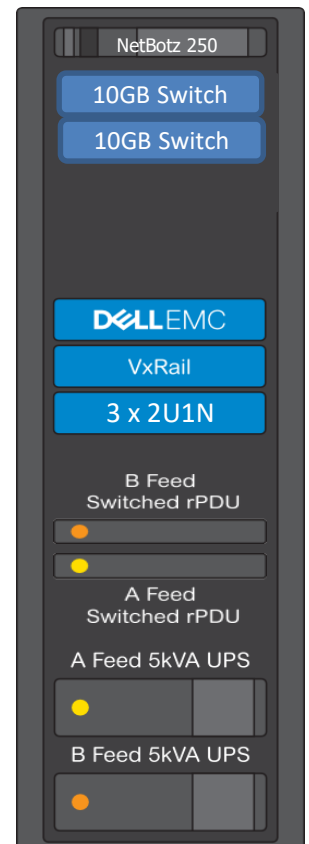 NetBotz 250
10GB Switch
10GB Switch
DELLEMC
VxRail
3 x 2U1N
B Feed
Switched rPDU
A Feed
Switched rPDU
A Feed 5kVA UPS
B Feed 5kVA UPS